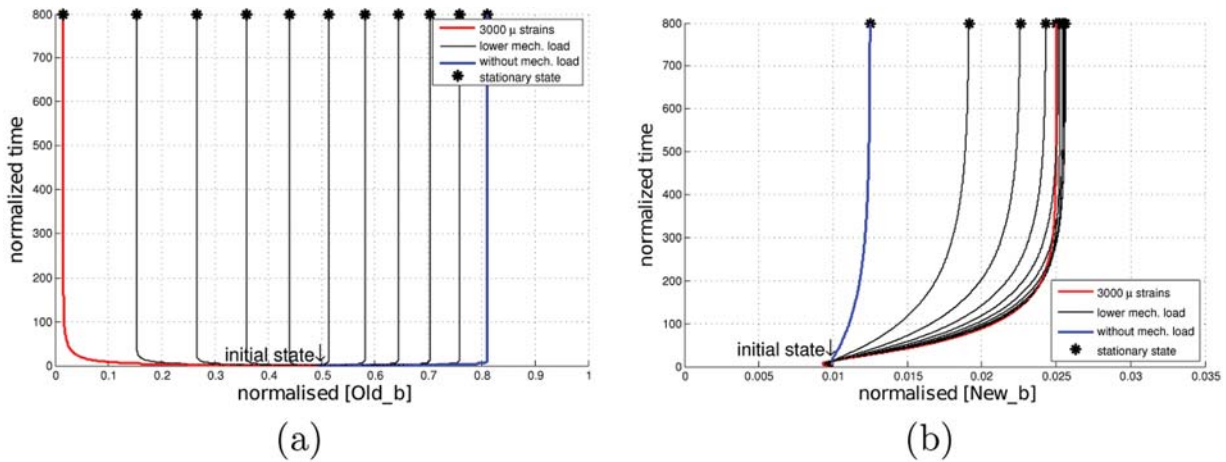 800
700
600
500
400
300
200
100
0
normalized time
3000 μ strains
lower mech. load
without mech. load
stationary state
initial state↓
0 0.1 0.2 0.3 0.4 0.5 0.6 0.7 0.8 0.9 1
normalised [Old_b]
(a)
800
700
600
500
400
300
200
100
0
normalized time
3000 μ strains
lower mech. load
without mech. load
stationary state
initial state↓
0 0.005 0.01 0.015 0.02 0.025 0.03 0.035
normalised [New_b]
(b)